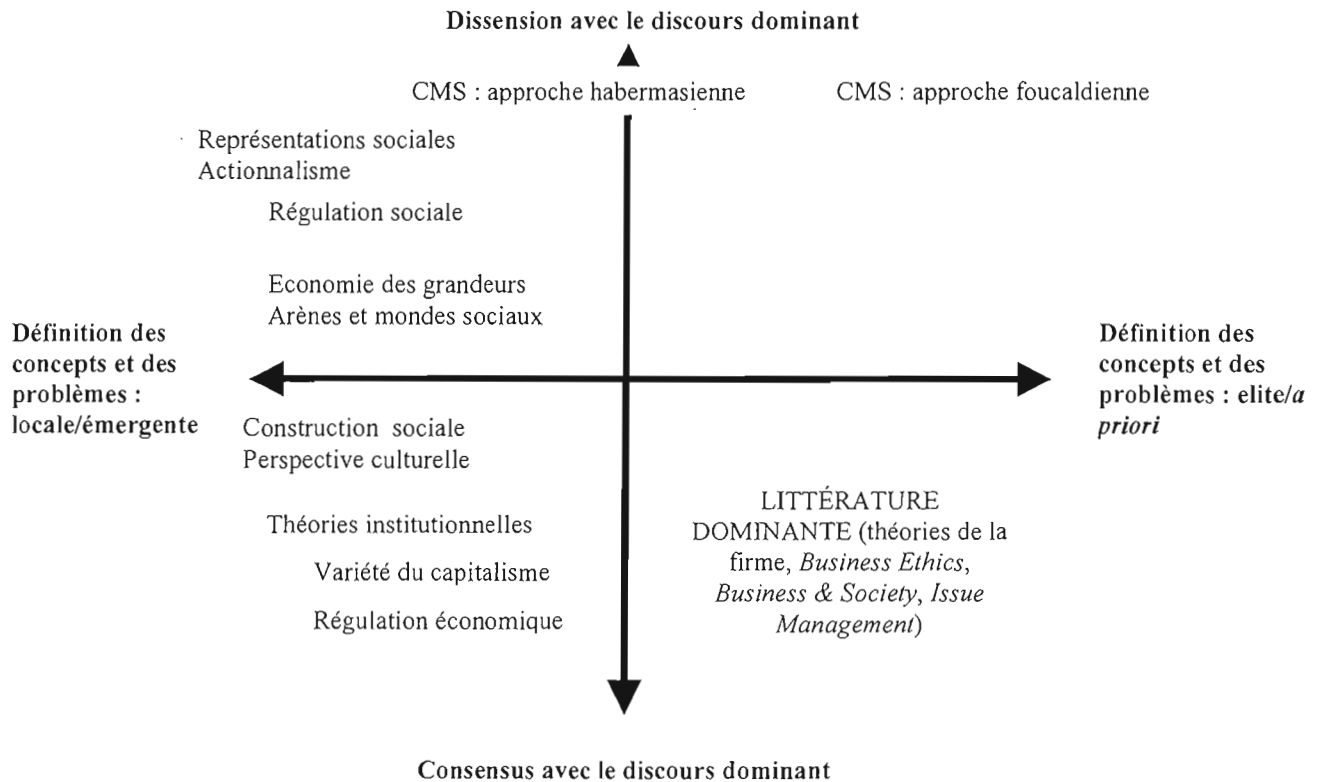 Dissension avec le discours dominant
CMS : approche habermasienne
CMS : approche foucaldienne
Représentations sociales
Actionnalisme
Régulation sociale
Economie des grandeurs
Arènes et mondes sociaux
Définition des
concepts et des
problèmes :
locale/émergente
Définition des
concepts et des
problèmes : elite/a
priori
Construction sociale
Perspective culturelle
Théories institutionnelles
Variété du capitalisme
Régulation économique
LITTÉRATURE
DOMINANTE (théories de la
firme, Business Ethics,
Business & Society, Issue
Management)
Consensus avec le discours dominant